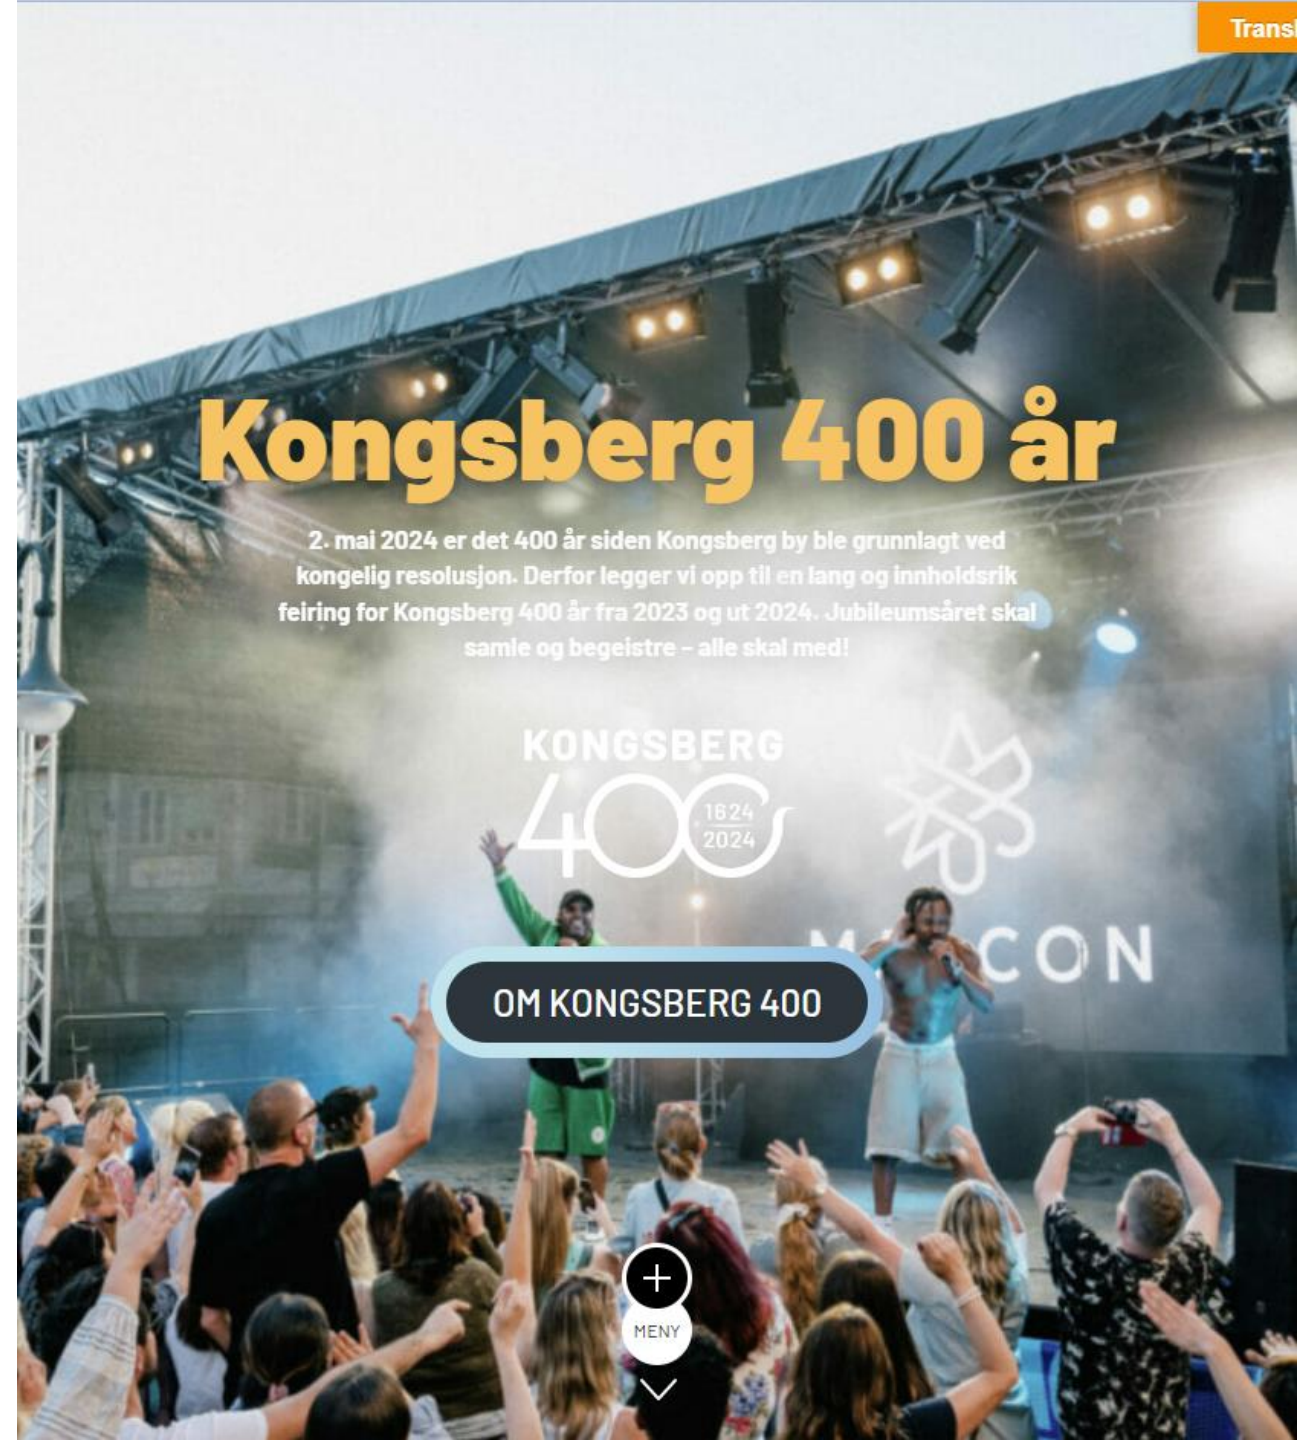 Kongsberg 400 år
2. mai 2024 er det 400 år siden Kongsberg by ble grunnlagt ved
kongelig resolusjon. Derfor legger vi opp til en lang og innholdsrik
feiring for Kongsberg 400 år fra 2023 og ut 2024. Jubileumsåret skal
samle og begeistre – alle skal med!
KONGSBERG
400
1624
2024
OM KONGSBERG 400
MENY